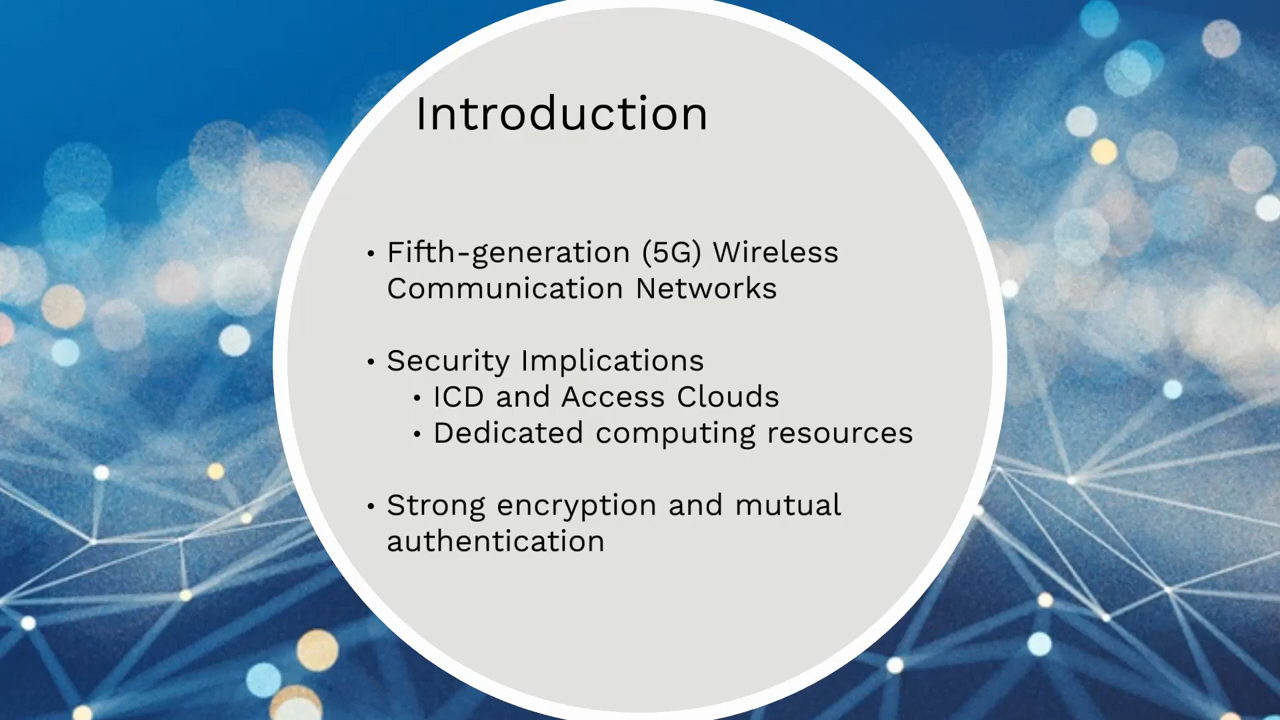 Introduction
• Fifth-generation (5G) Wireless
Communication Networks
• Security Implications
• ICD and Access Clouds
• Dedicated computing resources
• Strong encryption and mutual
authentication